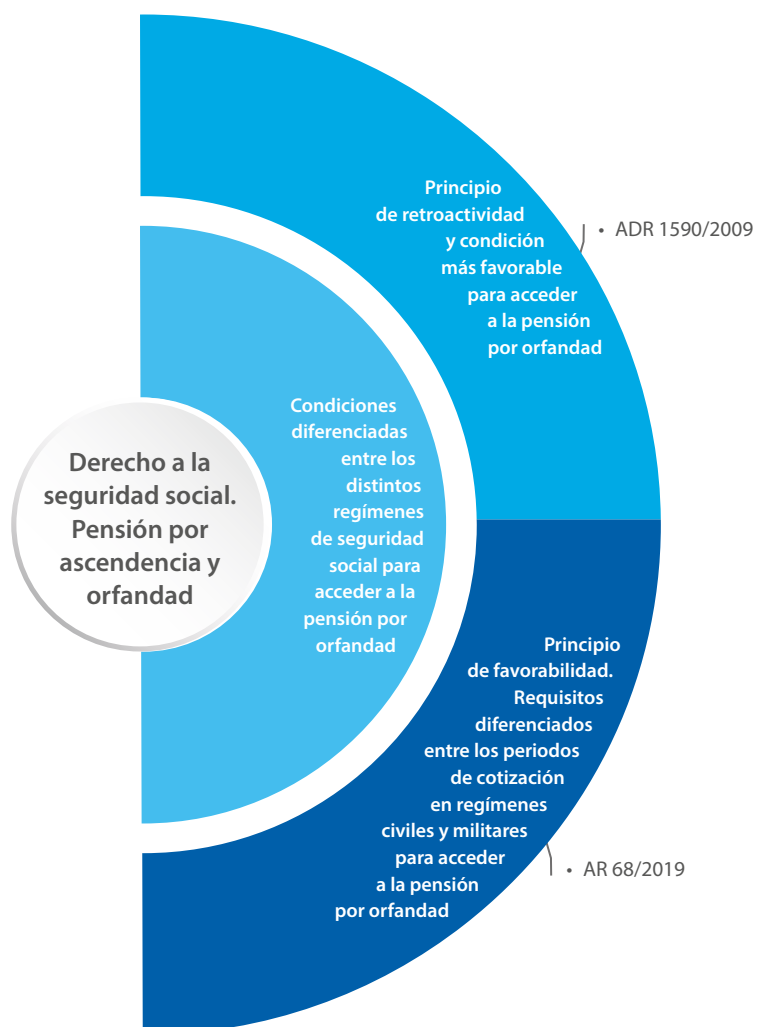 Derecho a la
seguridad social.
Pensión por
ascendencia y
orfandad
Condiciones
diferenciadas
entre los
distintos
regímenes
de seguridad
social para
acceder a la
pensión por
orfandad
Principio
de retroactividad
y condición
más favorable
para acceder
a la pensión
por orfandad
• ADR 1590/2009
Principio
de favorabilidad.
Requisitos
diferenciados
entre los periodos
de cotización
en regímenes
civiles y militares
para acceder
a la pensión
por orfandad
• AR 68/2019